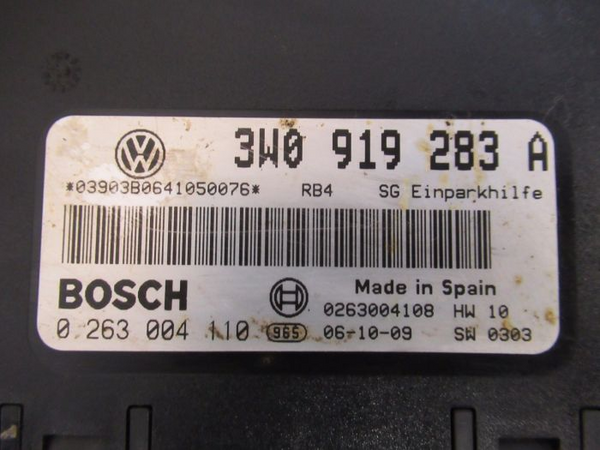 3W0 919 283 A
*03903B0641050076* RB4 SG Einparkhilfe
BOSCH Made in Spain
0263004108 HW 10
0 263 004 110 965 06-10-09 SW 0303